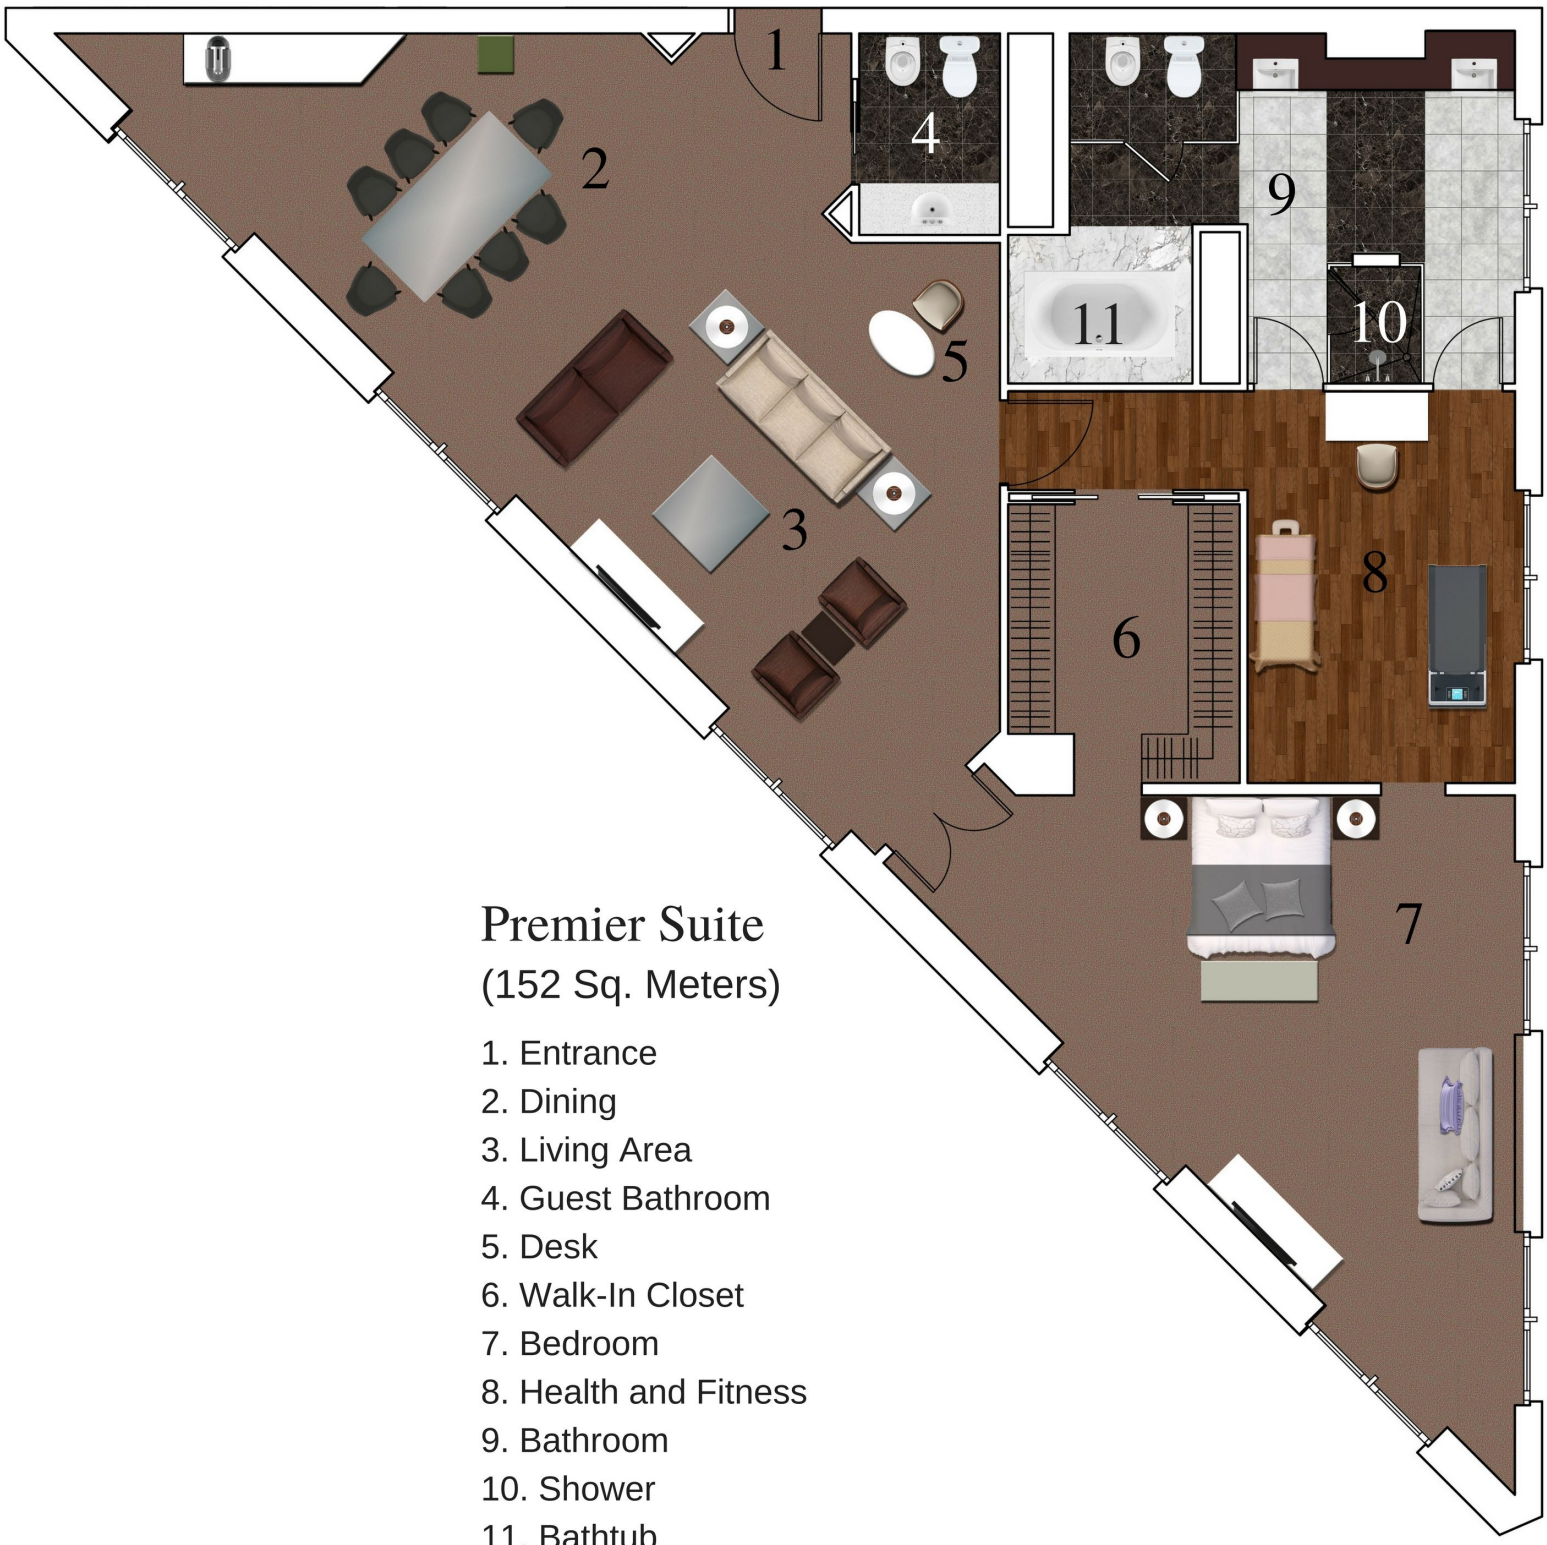 1
2
4
9
11
10
5
3
8
6
7
Premier Suite
(152 Sq. Meters)
1. Entrance
2. Dining
3. Living Area
4. Guest Bathroom
5. Desk
6. Walk-In Closet
7. Bedroom
8. Health and Fitness
9. Bathroom
10. Shower
11. Bathtub